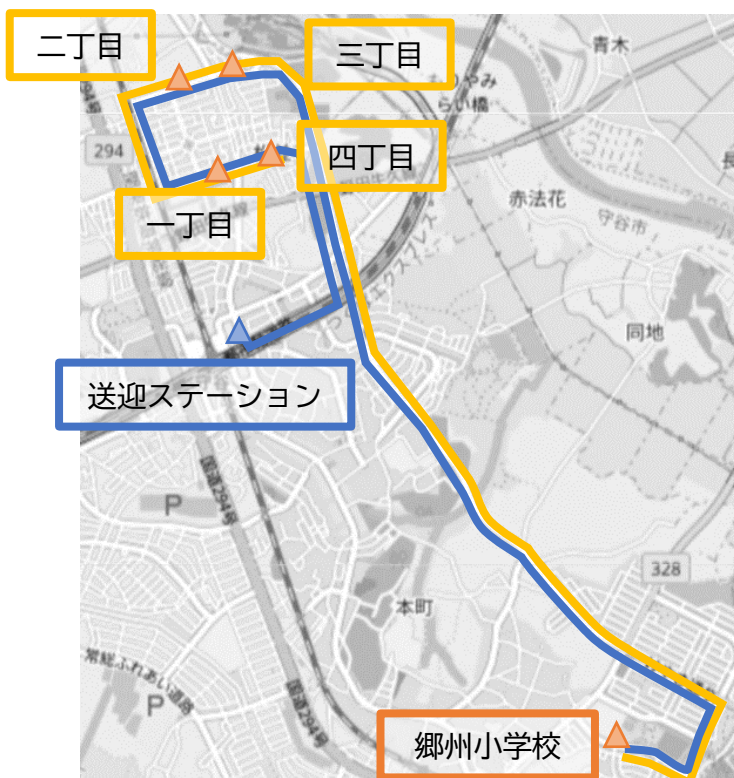 二丁目
三丁目
青木
らい橋
294
四丁目
赤法花
守谷市
一丁目
同地
送迎ステーション
国道294号
P
328
本町
常総ふれあい道路
P
国道294号
郷州小学校